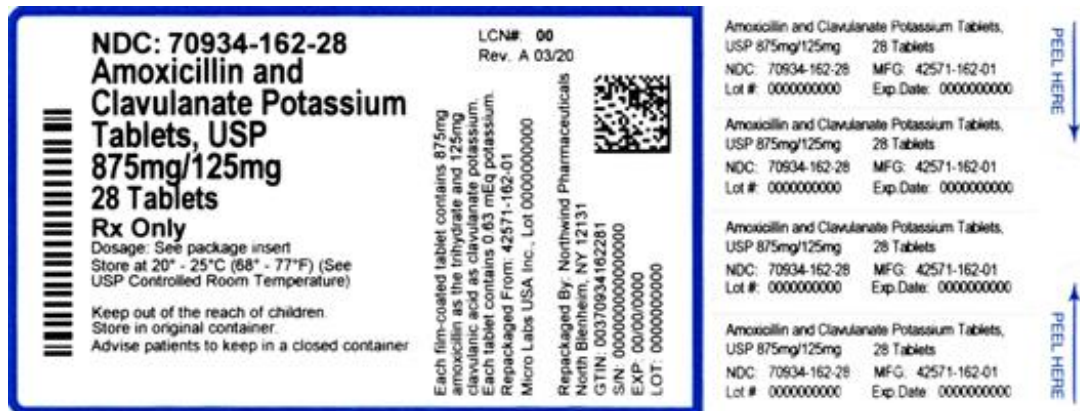 NDC: 70934-162-28
Amoxicillin and
Clavulanate Potassium
Tablets, USP
875mg/125mg
28 Tablets
Rx Only
Dosage: See package insert
Store at 20° - 25°C (68° - 77°F) (See
USP Controlled Room Temperature)
Keep out of the reach of children.
Store in original container.
Advise patients to keep in a closed container
LCN#: 00
Rev. A 03/20
Each film-coated tablet contains 875mg
amoxicillin as the trihydrate and 125mg
clavulanic acid as clavulanate potassium.
Each tablet contains 0.63 mEq potassium.
Repackaged From: 42571-162-01
Micro Labs USA Inc., Lot 00000000000
Repackaged By: Northwind Pharmaceuticals
North Blenheim, NY 12131
GTIN: 00370934162281
S/N: 00000000000000
EXP: 00/00/0000
LOT: 0000000000
Amoxicillin and Clavulanate Potassium Tablets,
USP 875mg/125mg 28 Tablets
NDC: 70934-162-28 MFG: 42571-162-01
Lot #: 0000000000 Exp.Date: 0000000000
Amoxicillin and Clavulanate Potassium Tablets,
USP 875mg/125mg 28 Tablets
NDC: 70934-162-28 MFG: 42571-162-01
Lot #: 0000000000 Exp.Date: 0000000000
Amoxicillin and Clavulanate Potassium Tablets,
USP 875mg/125mg 28 Tablets
NDC: 70934-162-28 MFG: 42571-162-01
Lot #: 0000000000 Exp.Date: 0000000000
Amoxicillin and Clavulanate Potassium Tablets,
USP 875mg/125mg 28 Tablets
NDC: 70934-162-28 MFG: 42571-162-01
Lot #: 0000000000 Exp.Date: 0000000000
PEEL HERE
PEEL HERE